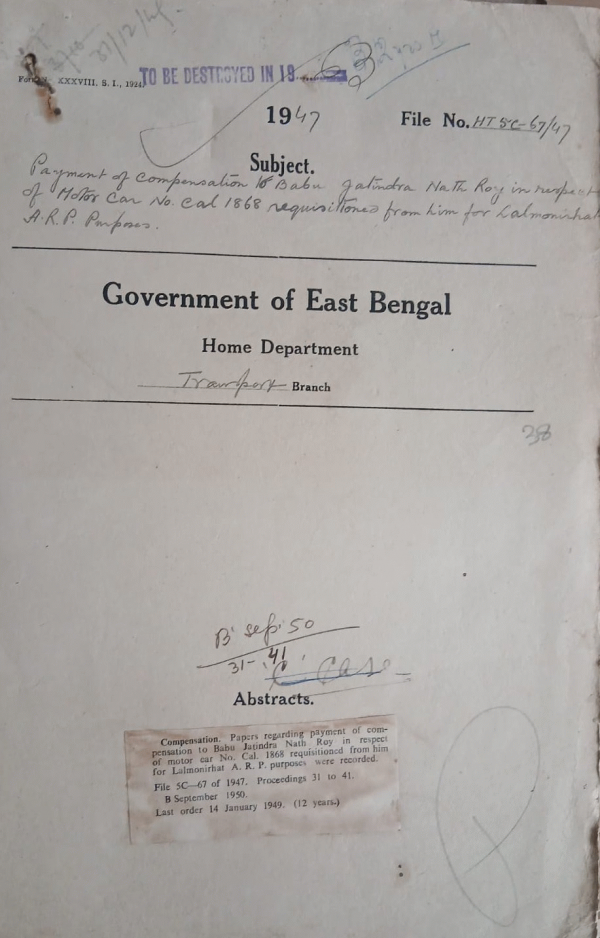 XXXVIII, S. I., 1924.
TO BE DESTROYED IN 19
63
1947
File No. HT 5C-67/47
Subject.
Payment of Compensation to Babu Jatindra Nath Roy in respect
of Motor Car No. Cal 1868 requisitioned from him for Lalmonirhat
A.R.P. Purposes.
Government of East Bengal
Home Department
Transport Branch
38
B' Sep' 50
31-41
'C' Case
Abstracts.
Compensation. Papers regarding payment of com-
pensation to Babu Jatindra Nath Roy in respect
of motor car No. Cal. 1868 requisitioned from him
for Lalmonirhat A. R. P. purposes were recorded.
File 5C—67 of 1947. Proceedings 31 to 41.
B September 1950.
Last order 14 January 1949. (12 years.)